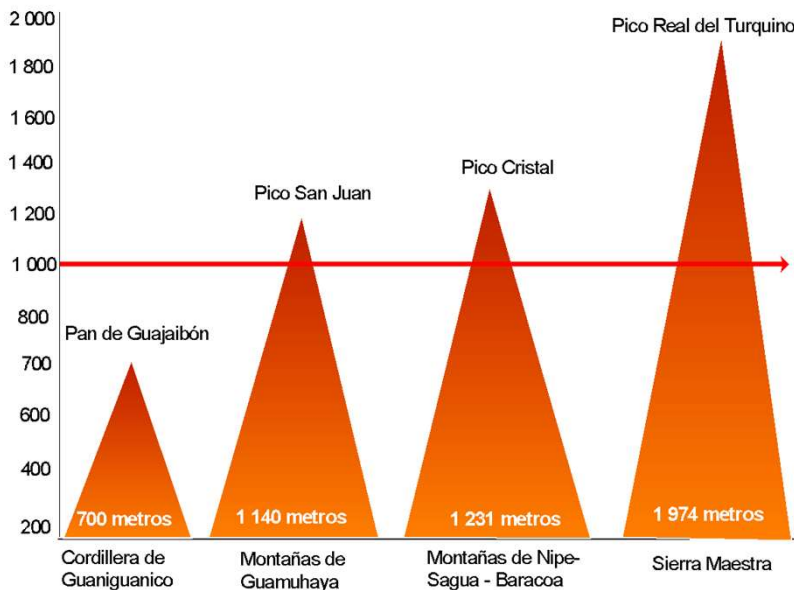 2 000
1 800
1 600
1 400
1 200
1 000
800
700
600
400
200
Pan de Guajaibón
Pico San Juan
Pico Cristal
Pico Real del Turquino
700 metros
1 140 metros
1 231 metros
1 974 metros
Cordillera de
Guaniguanico
Montañas de
Guamuhaya
Montañas de Nipe-
Sagua - Baracoa
Sierra Maestra